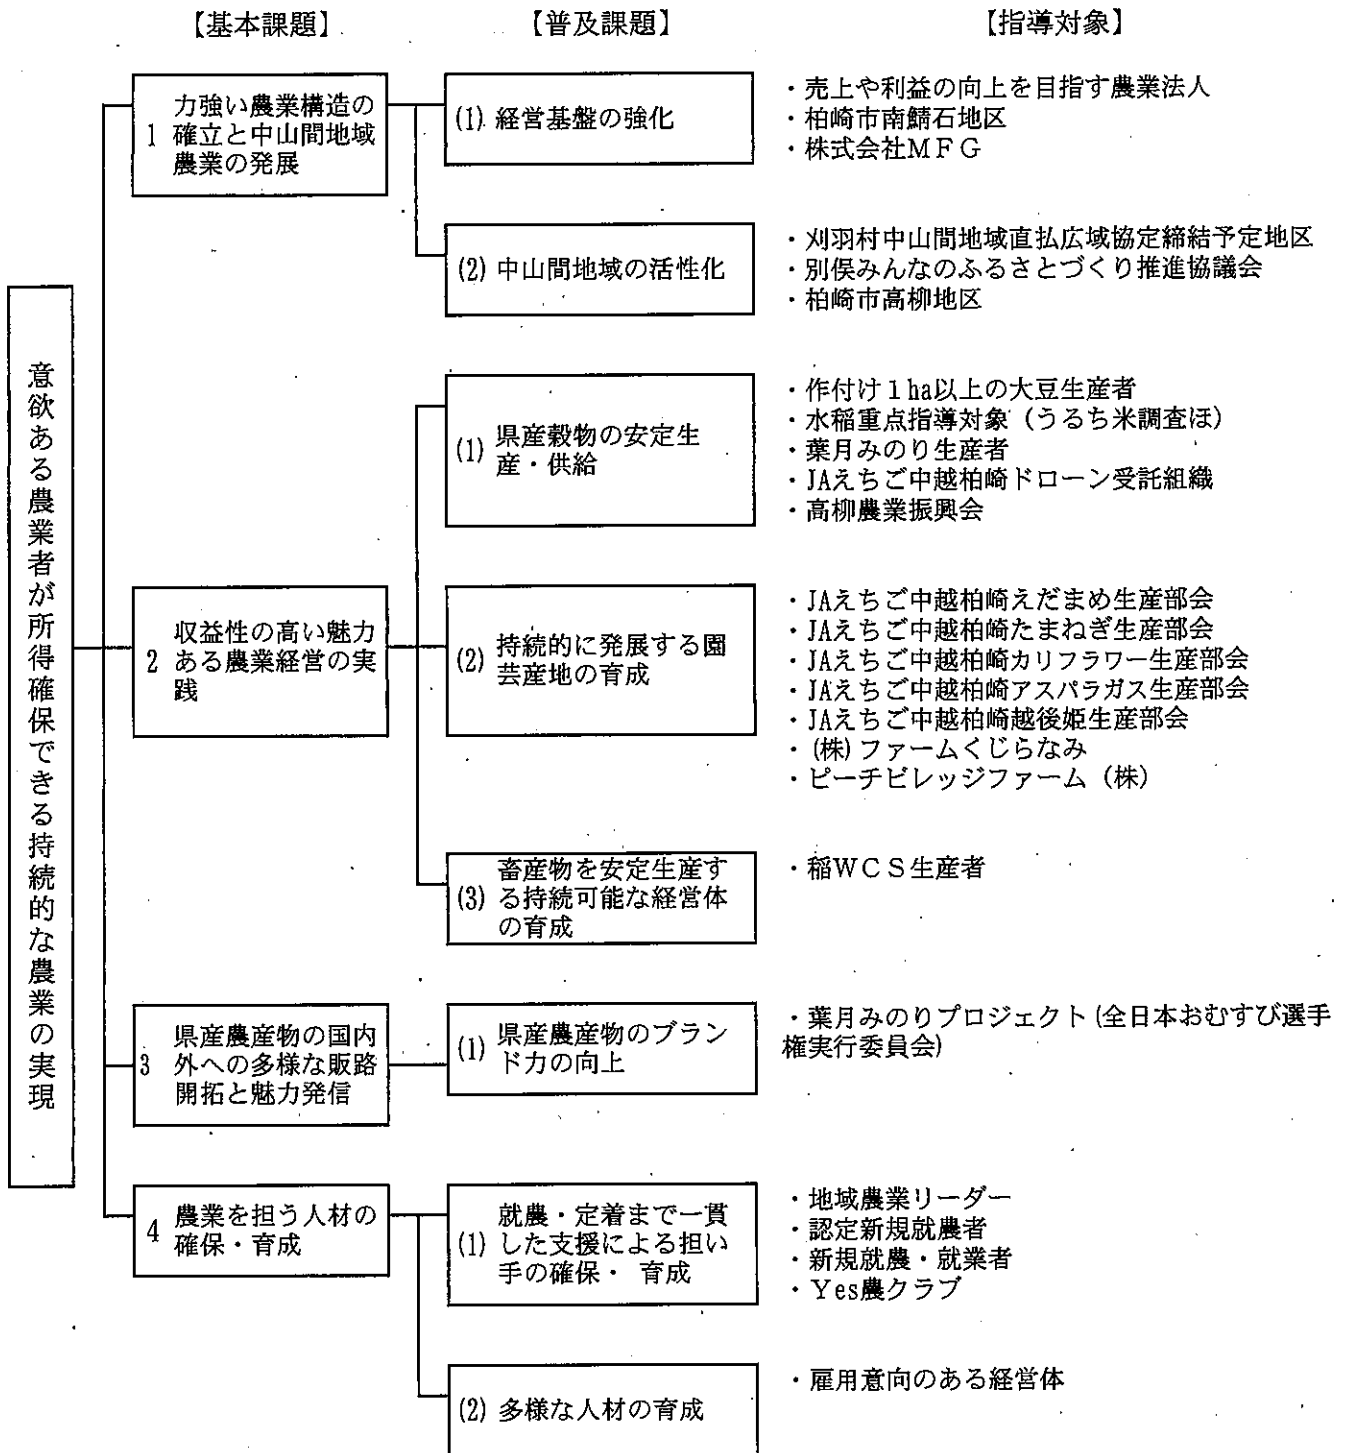 【基本課題】 【普及課題】 【指導対象】
意欲ある農業者が所得確保できる持続的な農業の実現
1 力強い農業構造の
確立と中山間地域
農業の発展
(1) 経営基盤の強化
・売上や利益の向上を目指す農業法人
・柏崎市南鯖石地区
・株式会社ＭＦＧ
(2) 中山間地域の活性化
・刈羽村中山間地域直払広域協定締結予定地区
・別俣みんなのふるさとづくり推進協議会
・柏崎市高柳地区
2 収益性の高い魅力
ある農業経営の実
践
(1) 県産穀物の安定生
産・供給
・作付け１ha以上の大豆生産者
・水稲重点指導対象（うるち米調査ほ）
・葉月みのり生産者
・JAえちご中越柏崎ドローン受託組織
・高柳農業振興会
(2) 持続的に発展する園
芸産地の育成
・JAえちご中越柏崎えだまめ生産部会
・JAえちご中越柏崎たまねぎ生産部会
・JAえちご中越柏崎カリフラワー生産部会
・JAえちご中越柏崎アスパラガス生産部会
・JAえちご中越柏崎越後姫生産部会
・(株)ファームくじらなみ
・ピーチビレッジファーム（株）
(3) 畜産物を安定生産す
る持続可能な経営体
の育成
・稲ＷＣＳ生産者
3 県産農産物の国内
外への多様な販路
開拓と魅力発信
(1) 県産農産物のブラン
ド力の向上
・葉月みのりプロジェクト(全日本おむすび選手
権実行委員会)
4 農業を担う人材の
確保・育成
(1) 就農・定着まで一貫
した支援による担い
手の確保・ 育成
・地域農業リーダー
・認定新規就農者
・新規就農・就業者
・Ｙes農クラブ
(2) 多様な人材の育成
・雇用意向のある経営体